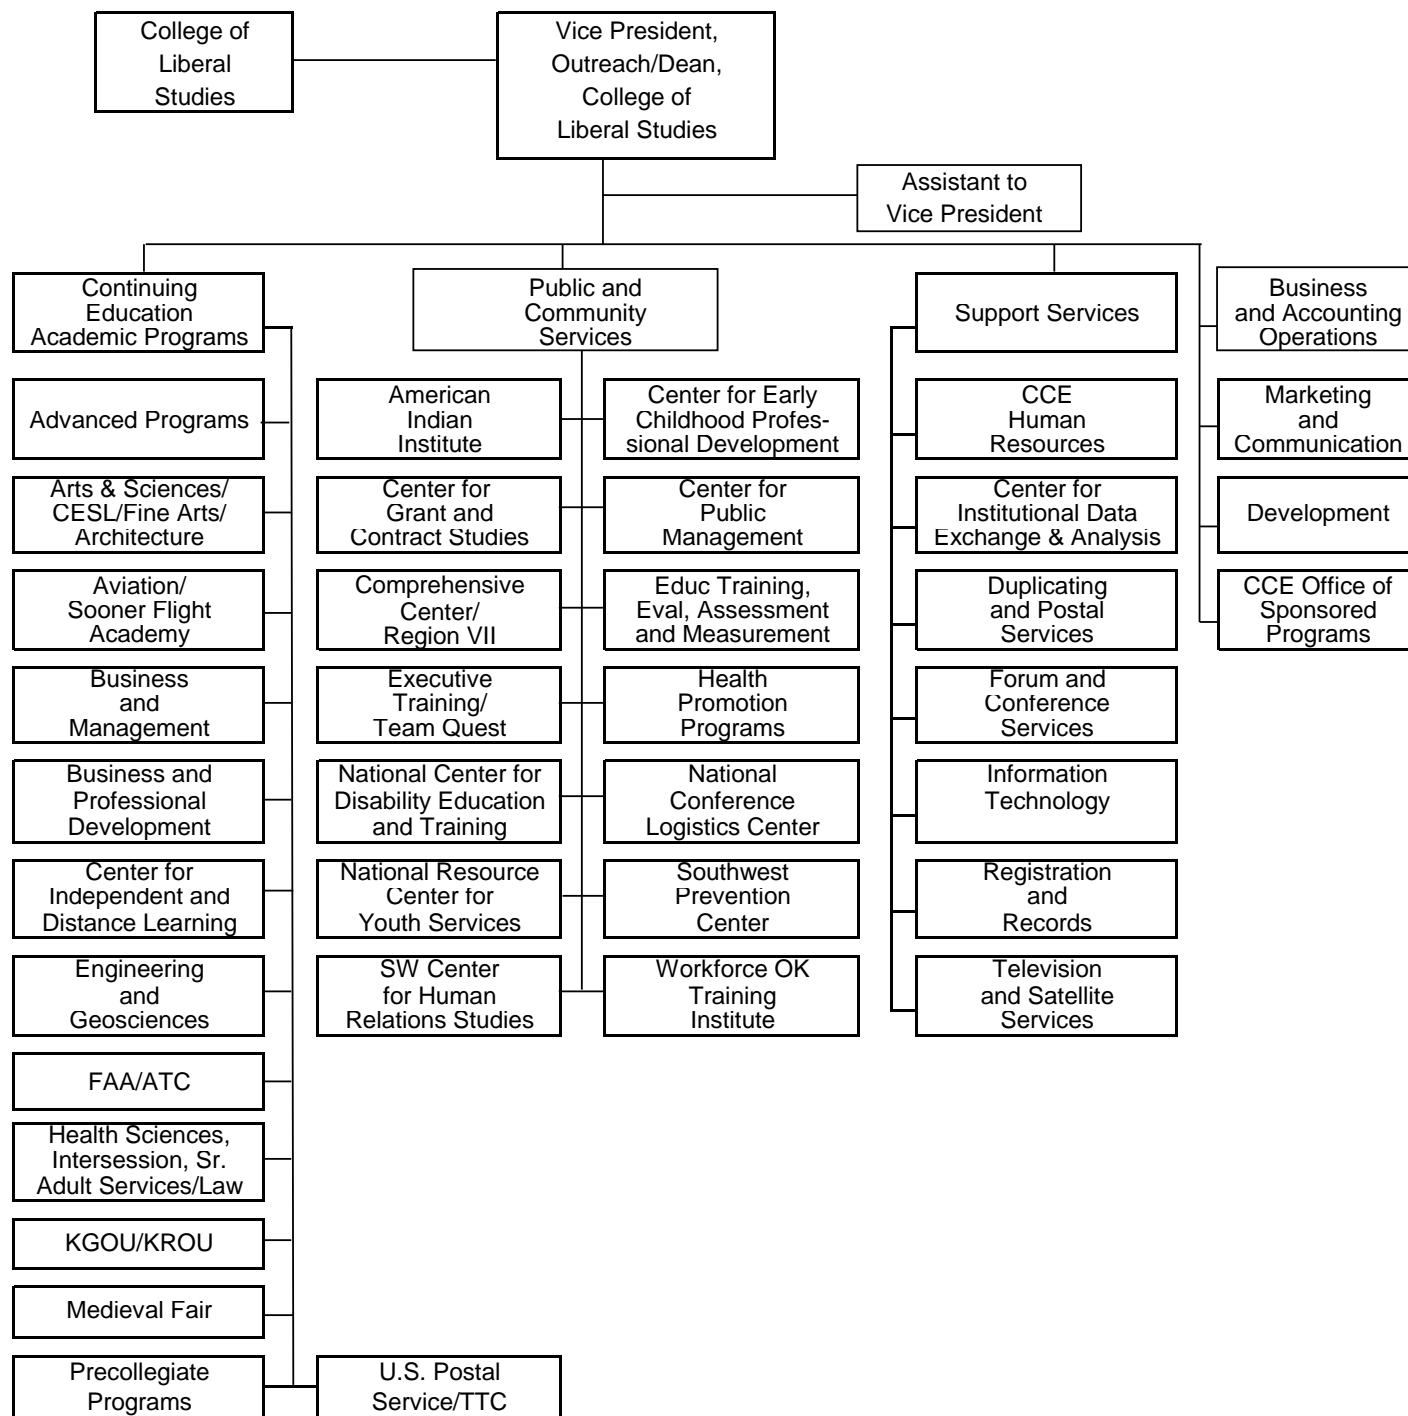 College of
Liberal
Studies
Vice President,
Outreach/Dean,
College of
Liberal Studies
Assistant to
Vice President
Continuing
Education
Academic Programs
Advanced Programs
Arts & Sciences/
CESL/Fine Arts/
Architecture
Aviation/
Sooner Flight
Academy
Business
and
Management
Business and
Professional
Development
Center for
Independent and
Distance Learning
Engineering
and
Geosciences
FAA/ATC
Health Sciences,
Intersession, Sr.
Adult Services/Law
KGOU/KROU
Medieval Fair
Precollegiate
Programs
U.S. Postal
Service/TTC
Public and
Community
Services
American
Indian
Institute
Center for
Grant and
Contract Studies
Comprehensive
Center/
Region VII
Executive
Training/
Team Quest
National Center for
Disability Education
and Training
National Resource
Center for
Youth Services
SW Center
for Human
Relations Studies
Center for Early
Childhood Profes-
sional Development
Center for
Public
Management
Educ Training,
Eval, Assessment
and Measurement
Health
Promotion
Programs
National
Conference
Logistics Center
Southwest
Prevention
Center
Workforce OK
Training
Institute
Support Services
CCE
Human
Resources
Center for
Institutional Data
Exchange & Analysis
Duplicating
and Postal
Services
Forum and
Conference
Services
Information
Technology
Registration
and
Records
Television
and Satellite
Services
Business
and Accounting
Operations
Marketing
and
Communication
Development
CCE Office of
Sponsored
Programs